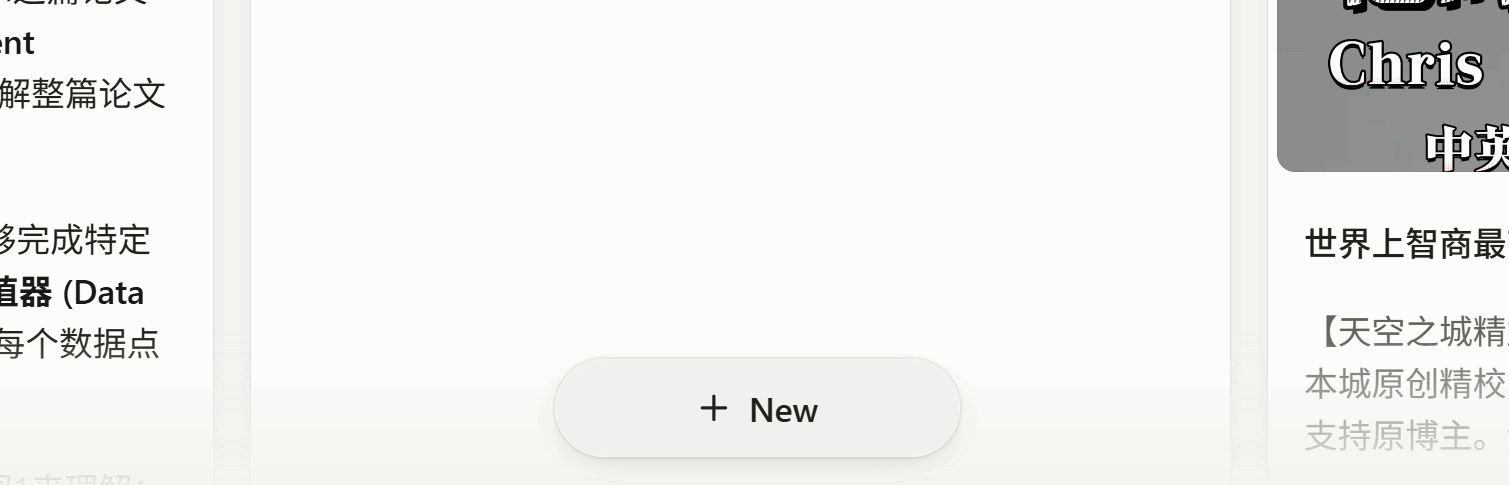 ent
解整篇论文
够完成特定
值器 (Data
每个数据点
+ New
Chris
中英
世界上智商最
【天空之城精
本城原创精校
支持原博主。